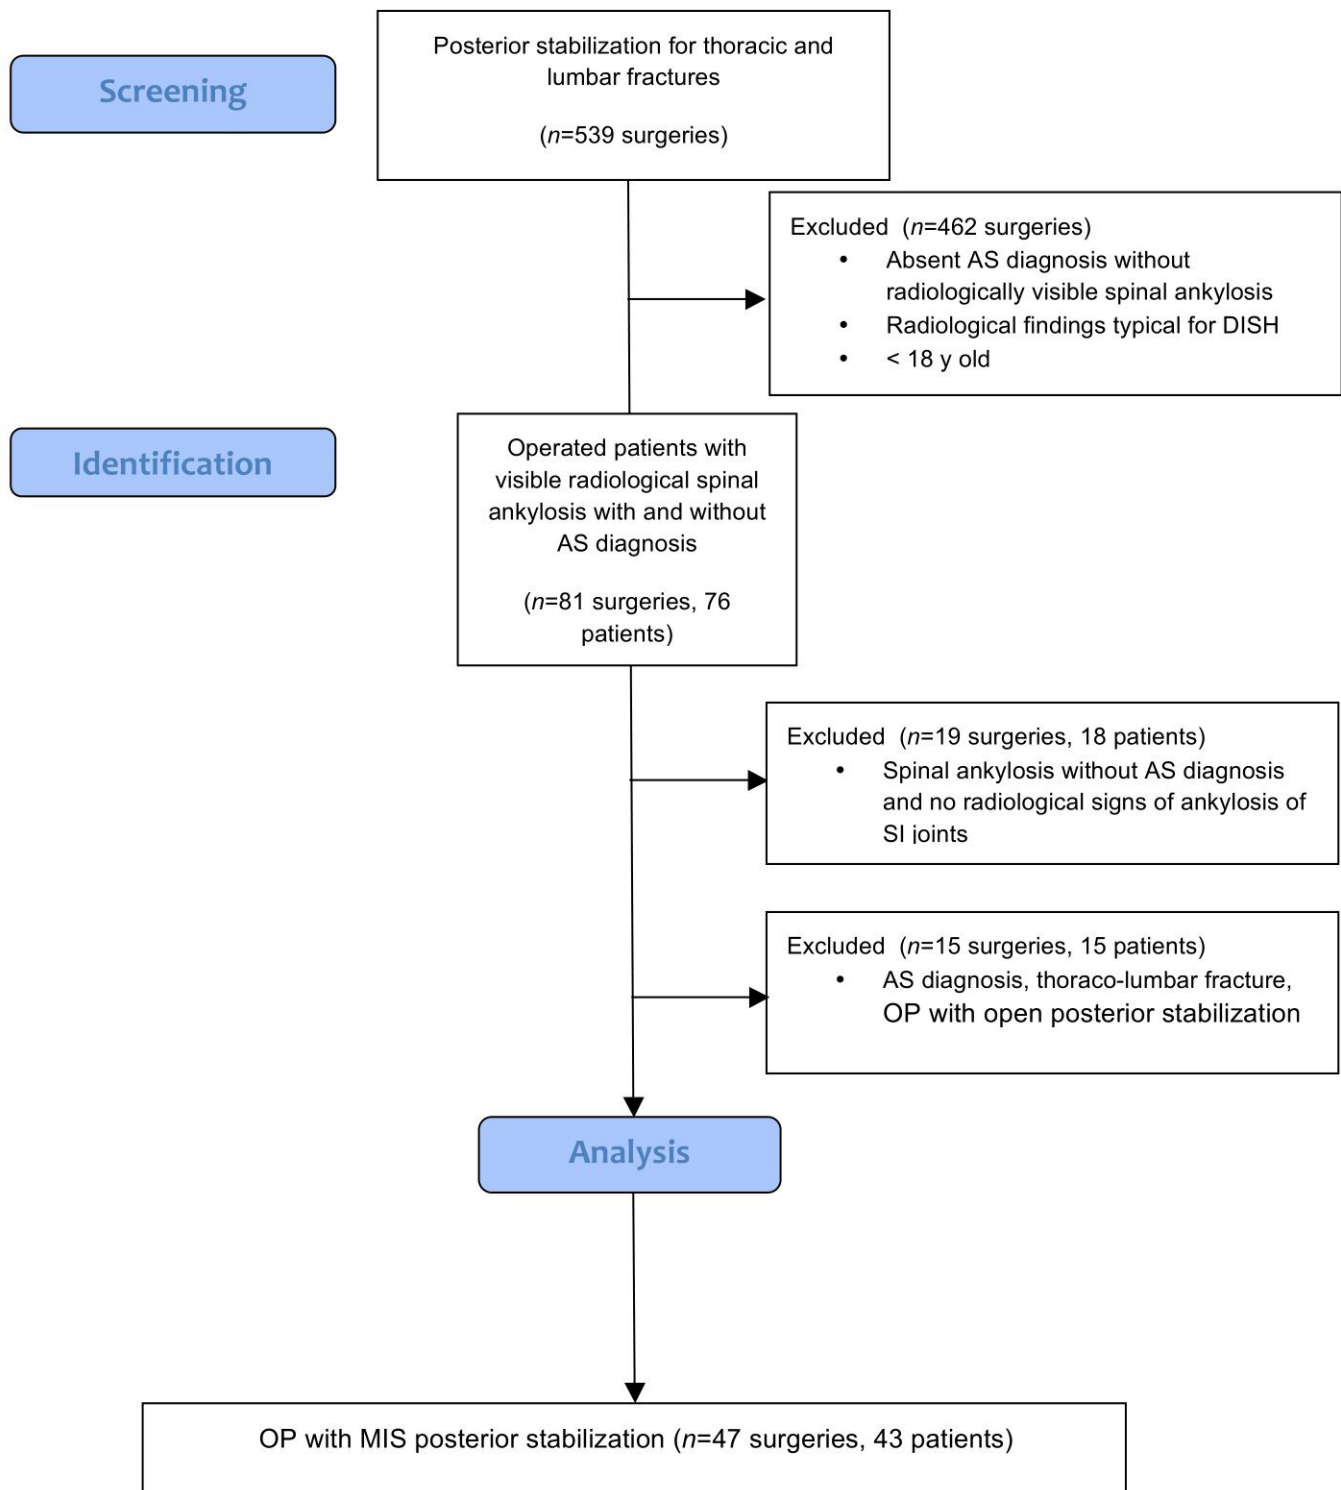 Screening
Posterior stabilization for thoracic and
lumbar fractures
(n=539 surgeries)
Excluded (n=462 surgeries)
• Absent AS diagnosis without
radiologically visible spinal ankylosis
• Radiological findings typical for DISH
• < 18 y old
Identification
Operated patients with
visible radiological spinal
ankylosis with and without
AS diagnosis
(n=81 surgeries, 76
patients)
Excluded (n=19 surgeries, 18 patients)
• Spinal ankylosis without AS diagnosis
and no radiological signs of ankylosis of
SI joints
Excluded (n=15 surgeries, 15 patients)
• AS diagnosis, thoraco-lumbar fracture,
OP with open posterior stabilization
Analysis
OP with MIS posterior stabilization (n=47 surgeries, 43 patients)